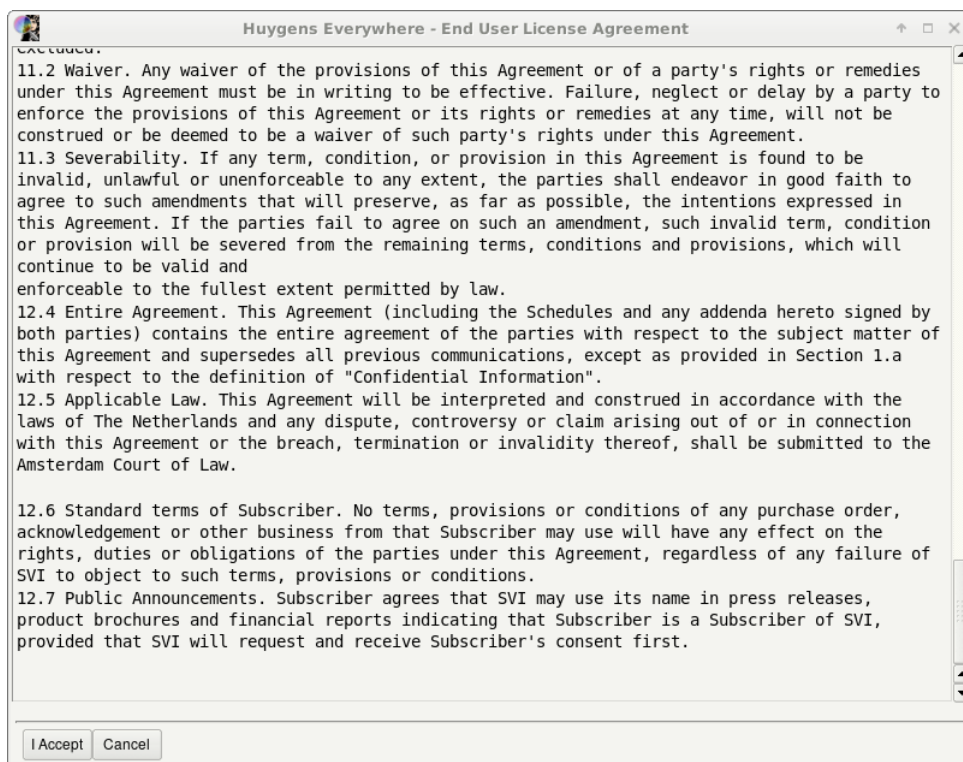 Huygens Everywhere - End User License Agreement
excluded.
11.2 Waiver. Any waiver of the provisions of this Agreement or of a party's rights or remedies
under this Agreement must be in writing to be effective. Failure, neglect or delay by a party to
enforce the provisions of this Agreement or its rights or remedies at any time, will not be
construed or be deemed to be a waiver of such party's rights under this Agreement.
11.3 Severability. If any term, condition, or provision in this Agreement is found to be
invalid, unlawful or unenforceable to any extent, the parties shall endeavor in good faith to
agree to such amendments that will preserve, as far as possible, the intentions expressed in
this Agreement. If the parties fail to agree on such an amendment, such invalid term, condition
or provision will be severed from the remaining terms, conditions and provisions, which will
continue to be valid and
enforceable to the fullest extent permitted by law.
12.4 Entire Agreement. This Agreement (including the Schedules and any addenda hereto signed by
both parties) contains the entire agreement of the parties with respect to the subject matter of
this Agreement and supersedes all previous communications, except as provided in Section 1.a
with respect to the definition of "Confidential Information".
12.5 Applicable Law. This Agreement will be interpreted and construed in accordance with the
laws of The Netherlands and any dispute, controversy or claim arising out of or in connection
with this Agreement or the breach, termination or invalidity thereof, shall be submitted to the
Amsterdam Court of Law.
12.6 Standard terms of Subscriber. No terms, provisions or conditions of any purchase order,
acknowledgement or other business from that Subscriber may use will have any effect on the
rights, duties or obligations of the parties under this Agreement, regardless of any failure of
SVI to object to such terms, provisions or conditions.
12.7 Public Announcements. Subscriber agrees that SVI may use its name in press releases,
product brochures and financial reports indicating that Subscriber is a Subscriber of SVI,
provided that SVI will request and receive Subscriber's consent first.
I Accept Cancel